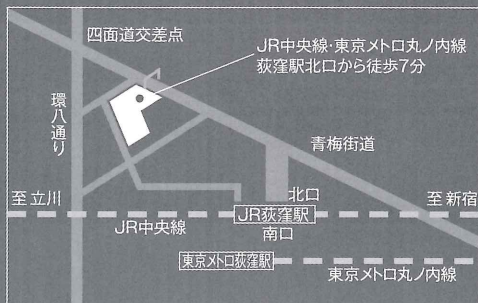 四面道交差点
JR中央線・東京メトロ丸ノ内線
荻窪駅北口から徒歩7分
環八通り
青梅街道
至 立川
北口
至 新宿
JR荻窪駅
JR中央線
南口
東京メトロ荻窪駅
東京メトロ丸ノ内線